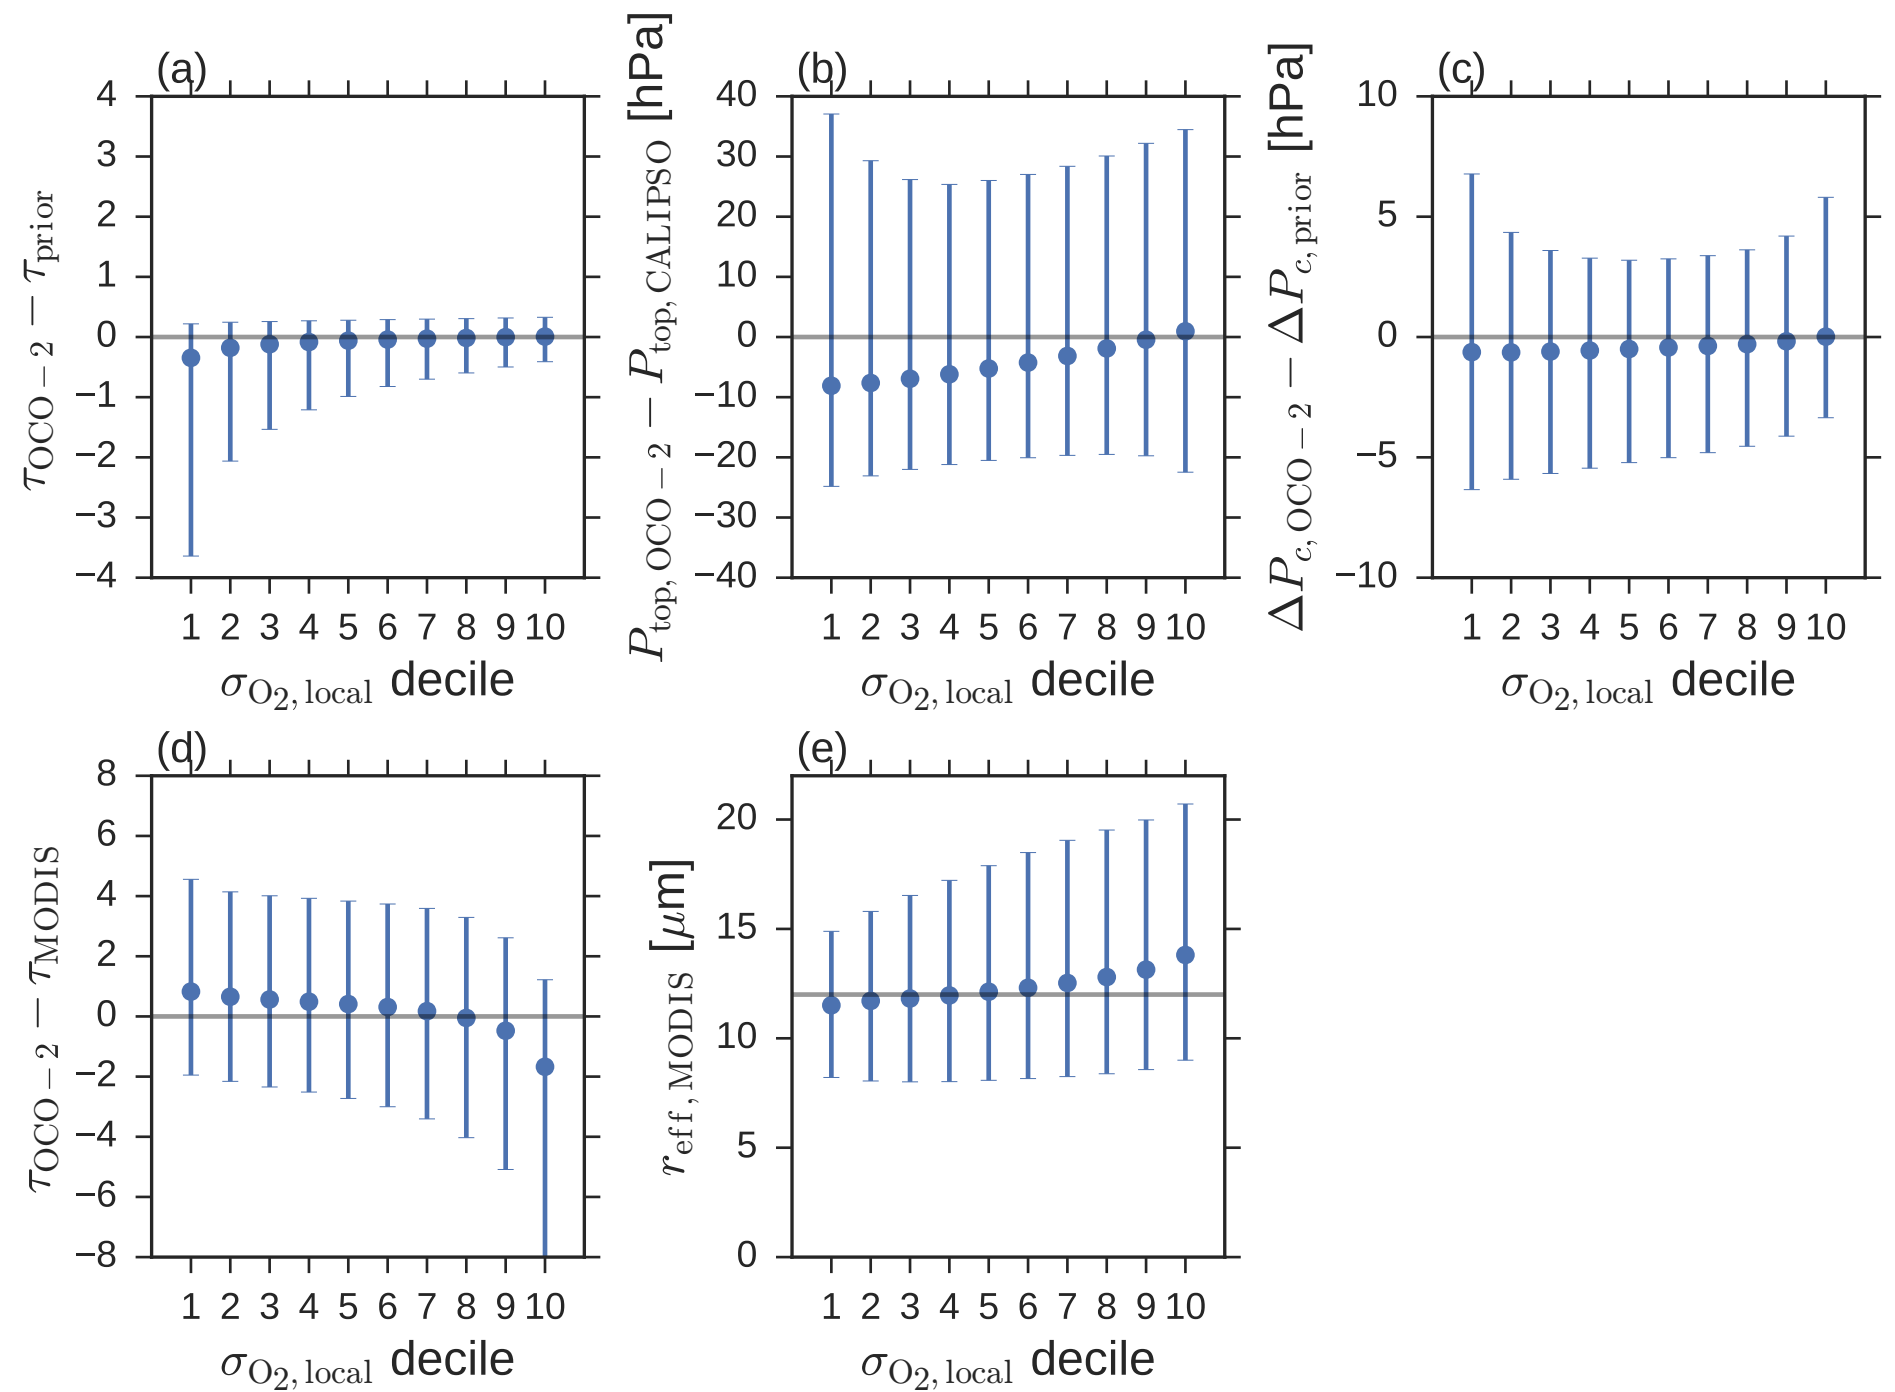 (a)
τOCO−2 − τprior
4
3
2
1
0
−1
−2
−3
−4
1 2 3 4 5 6 7 8 9 10
σO2, local decile
(b)
Ptop, OCO−2 − Ptop, CALIPSO [hPa]
40
30
20
10
0
−10
−20
−30
−40
1 2 3 4 5 6 7 8 9 10
σO2, local decile
(c)
ΔPc, OCO−2 − ΔPc, prior [hPa]
10
5
0
−5
−10
1 2 3 4 5 6 7 8 9 10
σO2, local decile
(d)
τOCO−2 − τMODIS
8
6
4
2
0
−2
−4
−6
−8
1 2 3 4 5 6 7 8 9 10
σO2, local decile
(e)
reff, MODIS [μm]
20
15
10
5
0
1 2 3 4 5 6 7 8 9 10
σO2, local decile